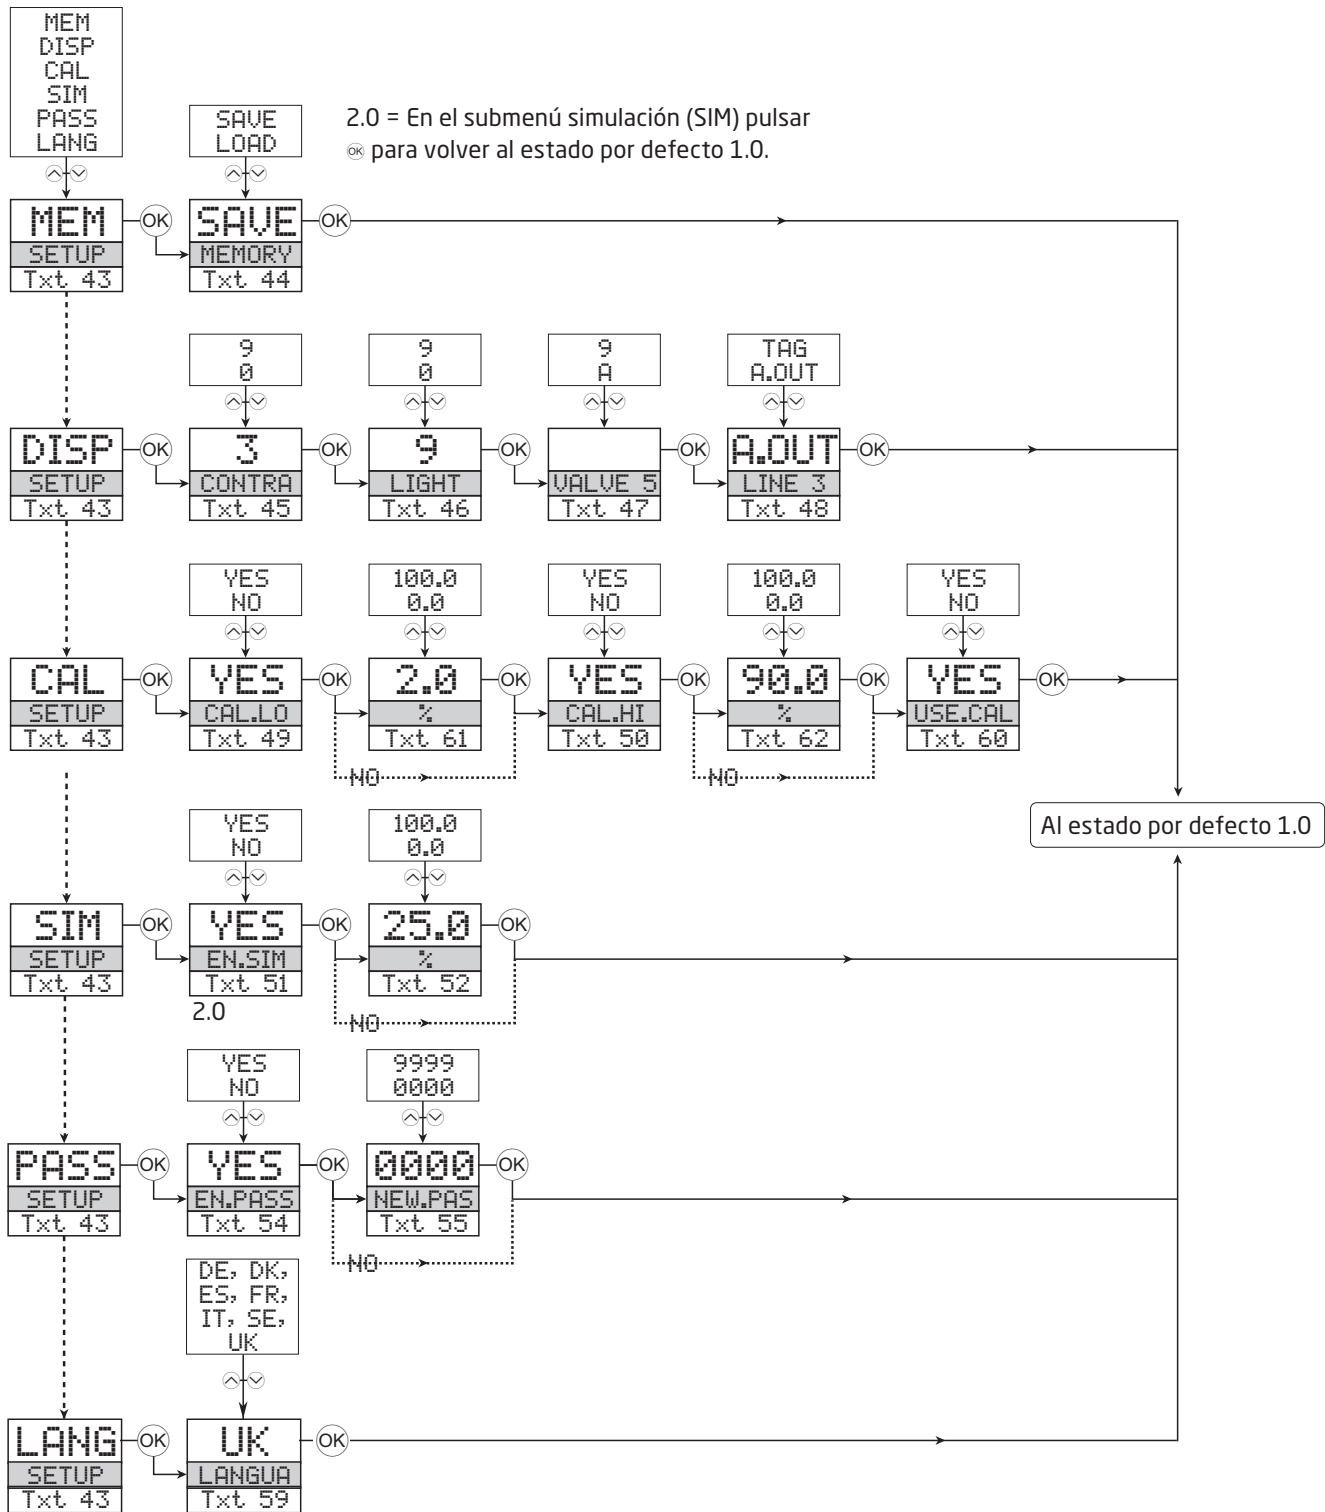 MEM
DISP
CAL
SIM
PASS
LANG
SAVE
LOAD
2.0 = En el submenú simulación (SIM) pulsar
OK para volver al estado por defecto 1.0.
MEM OK SAVE OK
SETUP MEMORY
Txt 43 Txt 44
9 9 9 TAG
0 0 A A.OUT
DISP OK 3 OK 9 OK OK A.OUT OK
SETUP CONTRA LIGHT VALVE 5 LINE 3
Txt 43 Txt 45 Txt 46 Txt 47 Txt 48
YES 100.0 YES 100.0 YES
NO 0.0 NO 0.0 NO
CAL OK YES OK 2.0 OK YES OK 90.0 OK YES OK
SETUP CAL.LO % CAL.HI % USE.CAL
Txt 43 Txt 49 Txt 61 Txt 50 Txt 62 Txt 60
NO NO
Al estado por defecto 1.0
YES 100.0
NO 0.0
SIM OK YES OK 25.0 OK
SETUP EN.SIM %
Txt 43 Txt 51 Txt 52
2.0
NO
YES 9999
NO 0000
PASS OK YES OK 0000 OK
SETUP EN.PASS NEW.PAS
Txt 43 Txt 54 Txt 55
NO
DE, DK,
ES, FR,
IT, SE,
UK
LANG OK UK OK
SETUP LANGUA
Txt 43 Txt 59